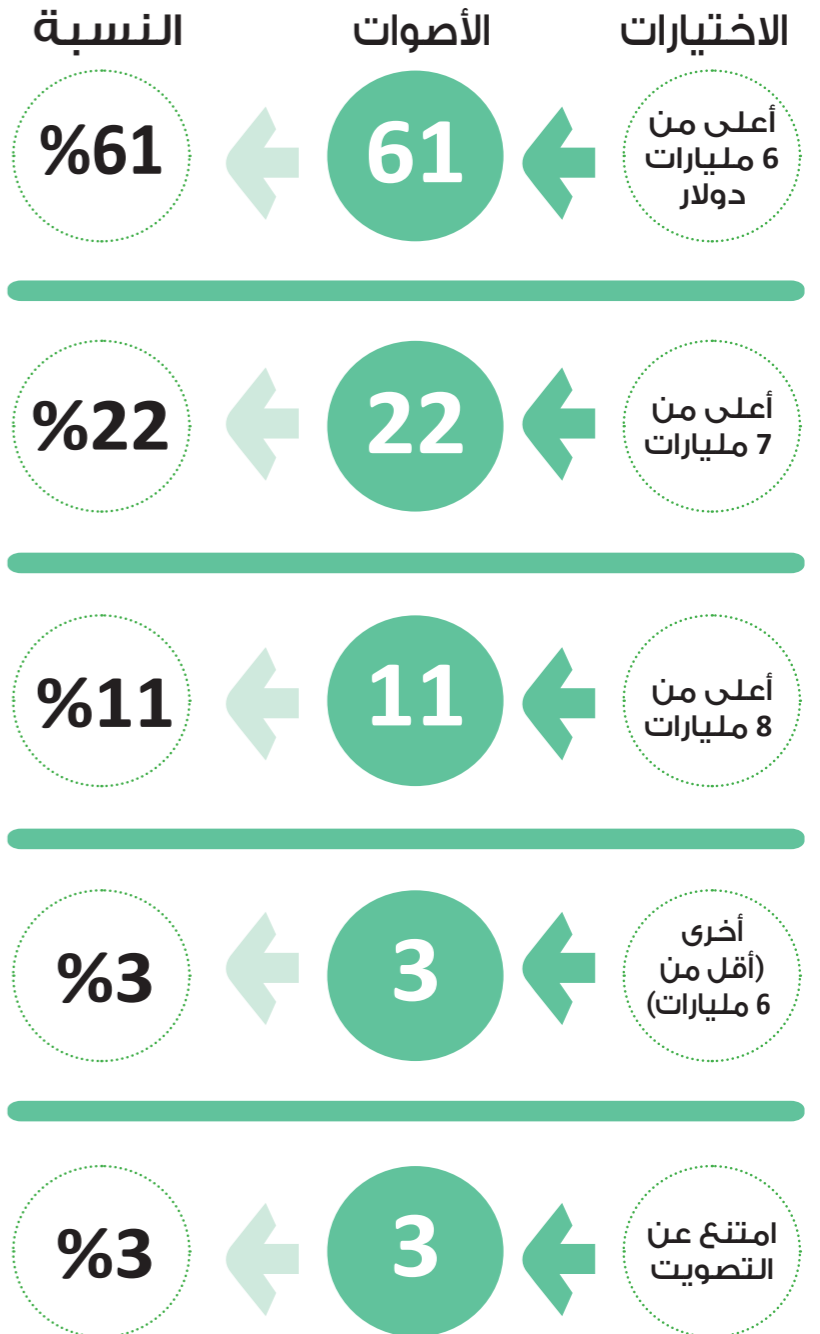 الاختيارات الأصوات النسبة
أعلى من
6 مليارات
دولار
61
%61
أعلى من
7 مليارات
22
%22
أعلى من
8 مليارات
11
%11
أخرى
(أقل من
6 مليارات)
3
%3
امتنع عن
التصويت
3
%3